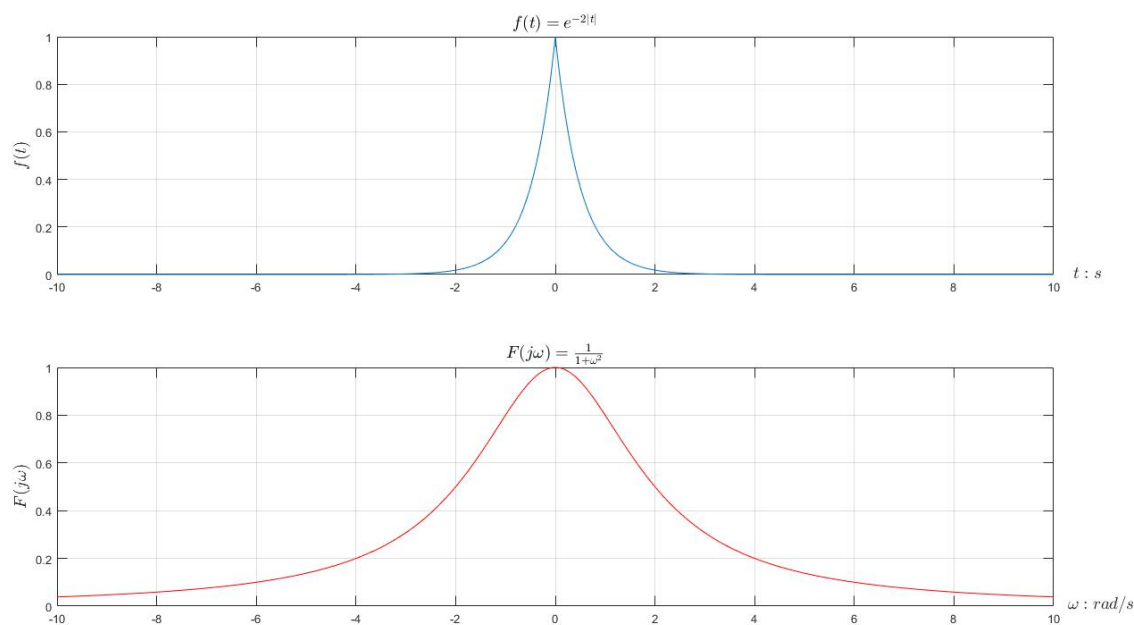 f(t) = e^{-2|t|}
1
0.8
0.6
0.4
0.2
0
f(t)
-10 -8 -6 -4 -2 0 2 4 6 8 10
t : s
F(jω) = \frac{1}{1+ω^2}
1
0.8
0.6
0.4
0.2
0
F(jω)
-10 -8 -6 -4 -2 0 2 4 6 8 10
ω : rad/s